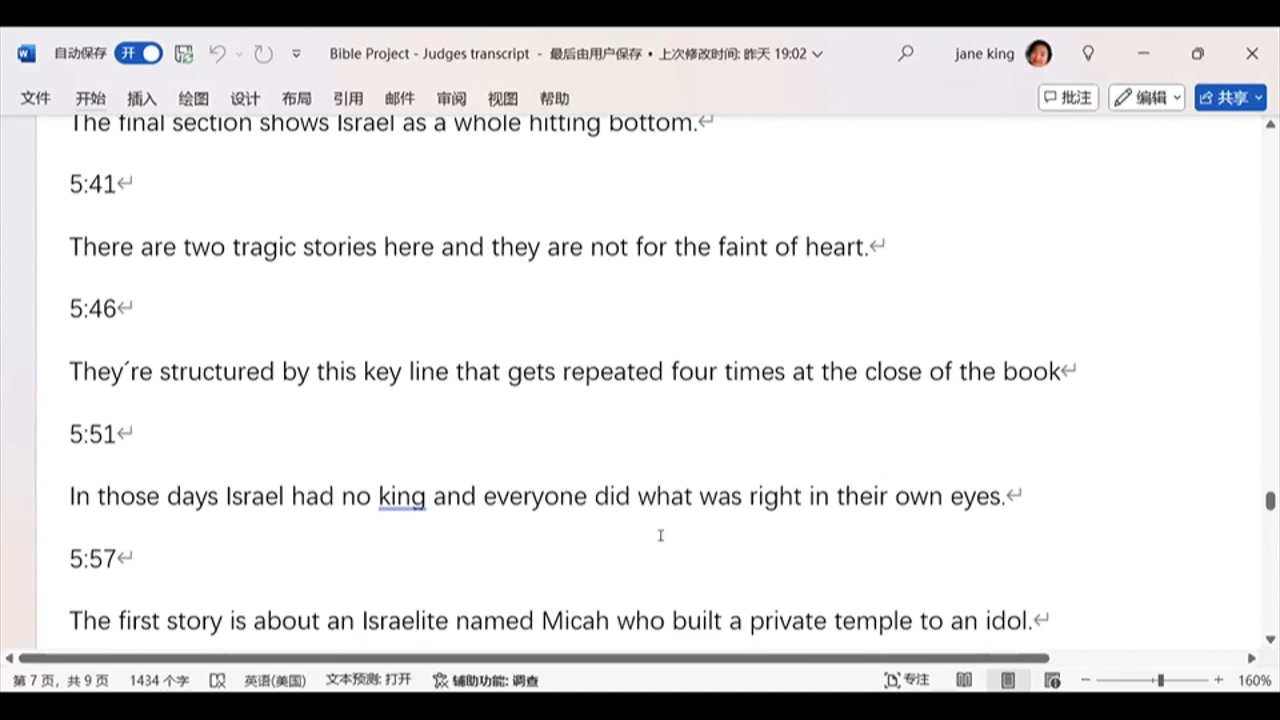 自动保存 开 Bible Project - Judges transcript - 最后由用户保存 • 上次修改时间: 昨天 19:02 jane king
文件 开始 插入 绘图 设计 布局 引用 邮件 审阅 视图 帮助 批注 编辑 共享
The final section shows Israel as a whole hitting bottom.
5:41
There are two tragic stories here and they are not for the faint of heart.
5:46
They´re structured by this key line that gets repeated four times at the close of the book
5:51
In those days Israel had no king and everyone did what was right in their own eyes.
5:57
The first story is about an Israelite named Micah who built a private temple to an idol.
第 7 页, 共 9 页 1434 个字 英语(美国) 文本预测: 打开 辅助功能: 调查 专注 160%